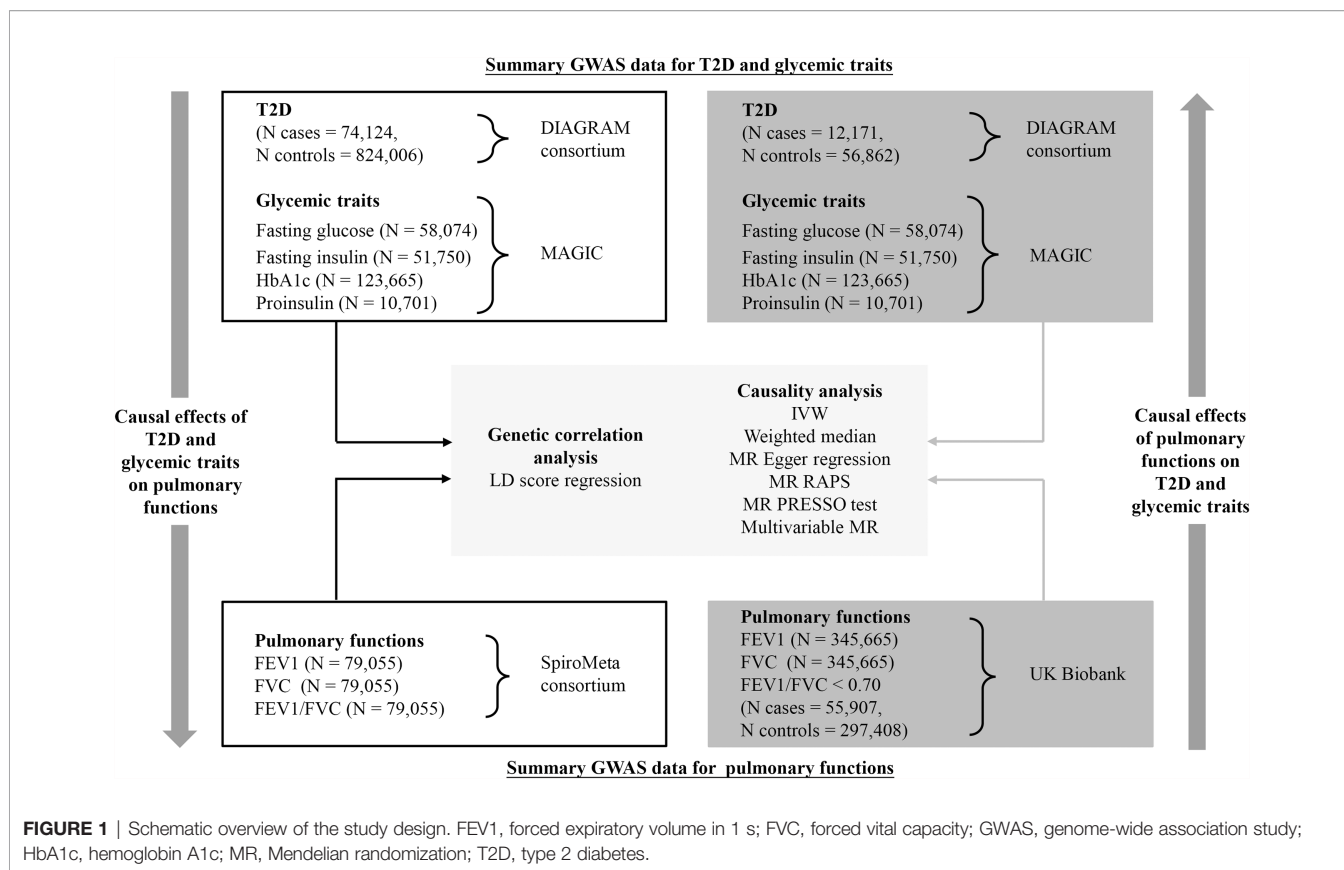 Summary GWAS data for T2D and glycemic traits
T2D
(N cases = 74,124,
N controls = 824,006)
DIAGRAM
consortium
Glycemic traits
Fasting glucose (N = 58,074)
Fasting insulin (N = 51,750)
HbA1c (N = 123,665)
Proinsulin (N = 10,701)
MAGIC
T2D
(N cases = 12,171,
N controls = 56,862)
DIAGRAM
consortium
Glycemic traits
Fasting glucose (N = 58,074)
Fasting insulin (N = 51,750)
HbA1c (N = 123,665)
Proinsulin (N = 10,701)
MAGIC
Causal effects of
T2D and
glycemic traits
on pulmonary
functions
Genetic correlation
analysis
LD score regression
Causality analysis
IVW
Weighted median
MR Egger regression
MR RAPS
MR PRESSO test
Multivariable MR
Causal effects
of pulmonary
functions on
T2D and
glycemic traits
Pulmonary functions
FEV1 (N = 79,055)
FVC (N = 79,055)
FEV1/FVC (N = 79,055)
SpiroMeta
consortium
Pulmonary functions
FEV1 (N = 345,665)
FVC (N = 345,665)
FEV1/FVC < 0.70
(N cases = 55,907,
N controls = 297,408)
UK Biobank
Summary GWAS data for pulmonary functions
FIGURE 1 | Schematic overview of the study design. FEV1, forced expiratory volume in 1 s; FVC, forced vital capacity; GWAS, genome-wide association study;
HbA1c, hemoglobin A1c; MR, Mendelian randomization; T2D, type 2 diabetes.